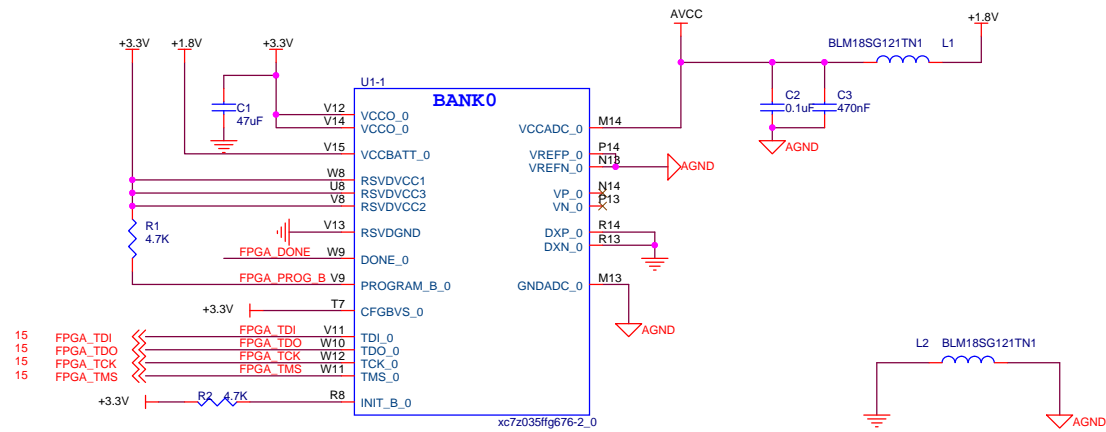 AVCC
+1.8V
+3.3V
+1.8V
+3.3V
BLM18SG121TN1
L1
U1-1
BANK0
C1
47uF
C2
0.1uF
C3
470nF
V12
VCCO_0
V14
VCCO_0
VCCADC_0
M14
AGND
V15
VCCBATT_0
VREFP_0
P14
VREFN_0
N13
AGND
W8
RSVDVCC1
U8
RSVDVCC3
V8
RSVDVCC2
VP_0
N14
VN_0
P13
R1
4.7K
V13
RSVDGND
DXP_0
R14
DXN_0
R13
FPGA_DONE
W9
DONE_0
FPGA_PROG_B
V9
PROGRAM_B_0
GNDADC_0
M13
+3.3V
T7
CFGBVS_0
AGND
15
FPGA_TDI
FPGA_TDI
V11
TDI_0
15
FPGA_TDO
FPGA_TDO
W10
TDO_0
15
FPGA_TCK
FPGA_TCK
W12
TCK_0
15
FPGA_TMS
FPGA_TMS
W11
TMS_0
L2
BLM18SG121TN1
+3.3V
R2
4.7K
R8
INIT_B_0
xc7z035ffg676-2_0
AGND